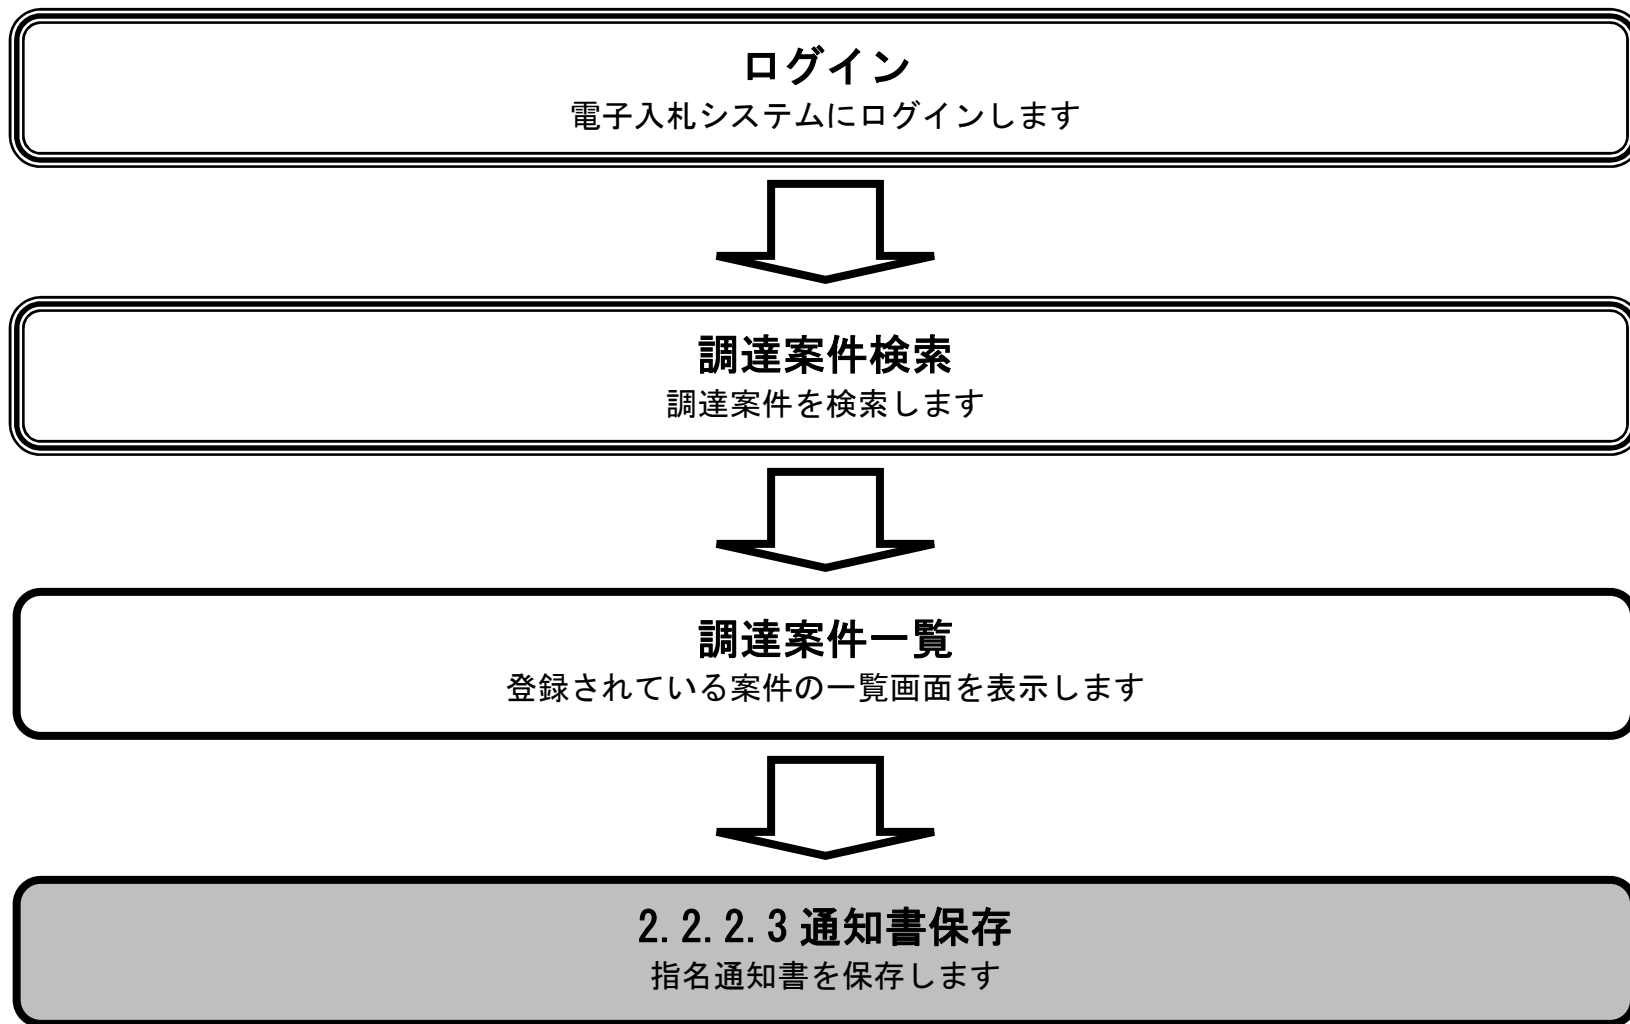 ログイン
電子入札システムにログインします
調達案件検索
調達案件を検索します
調達案件一覧
登録されている案件の一覧画面を表示します
2.2.2.3 通知書保存
指名通知書を保存します